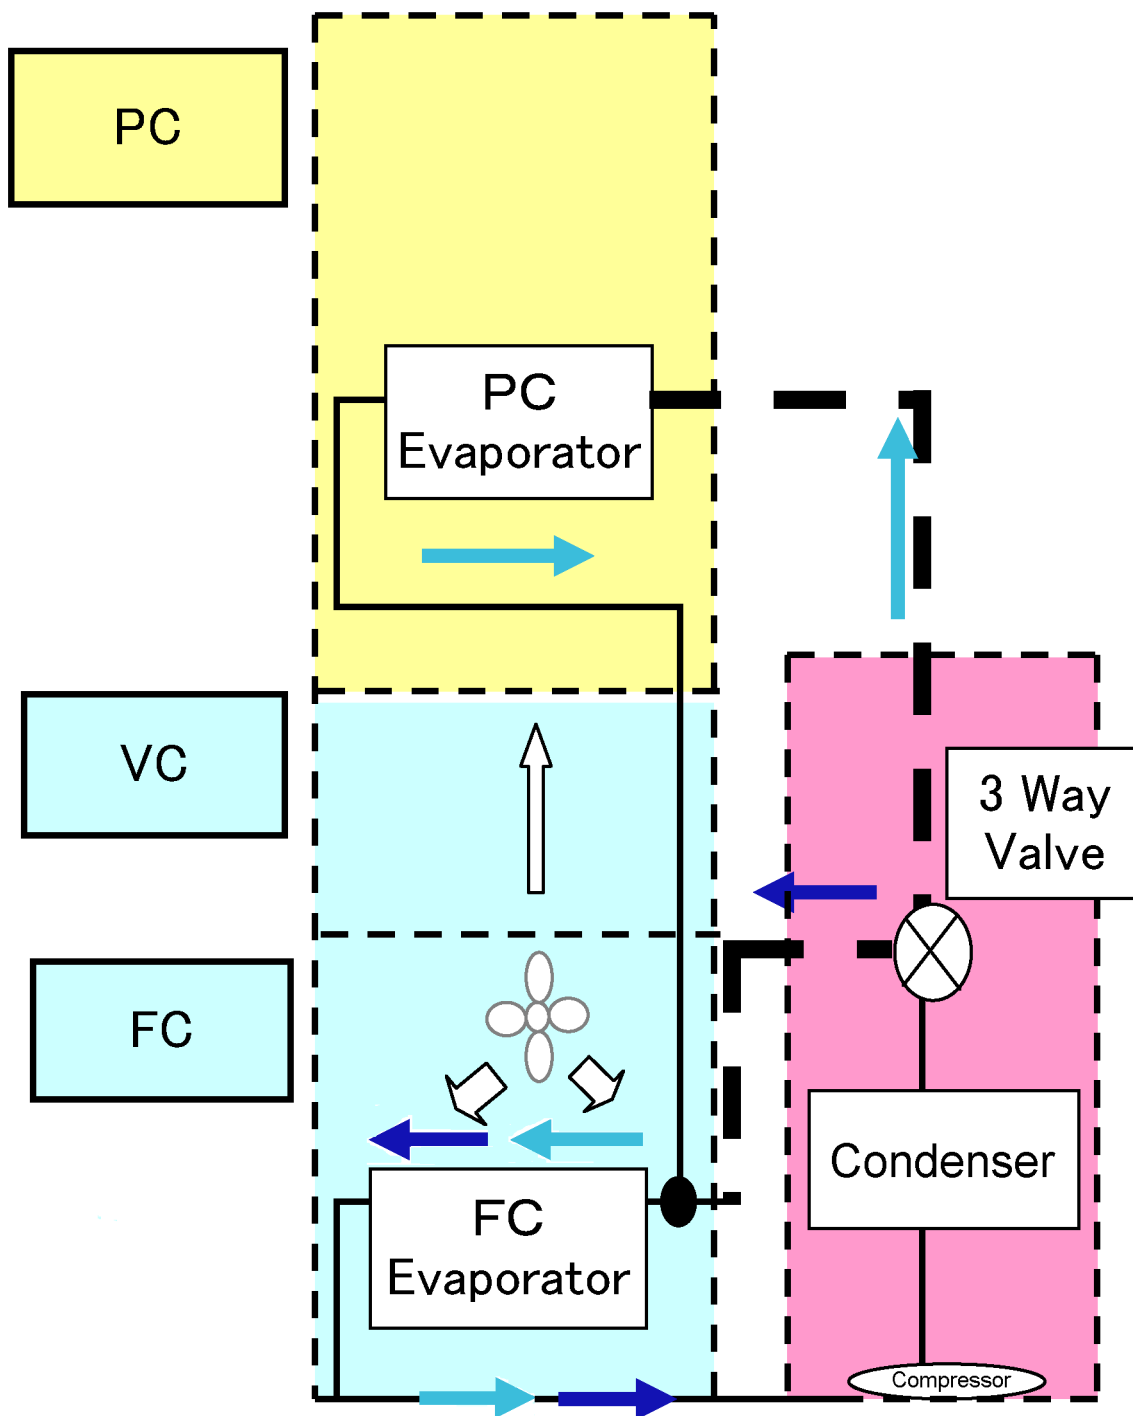 PC
PC
Evaporator
VC
3 Way
Valve
FC
Condenser
FC
Evaporator
Compressor